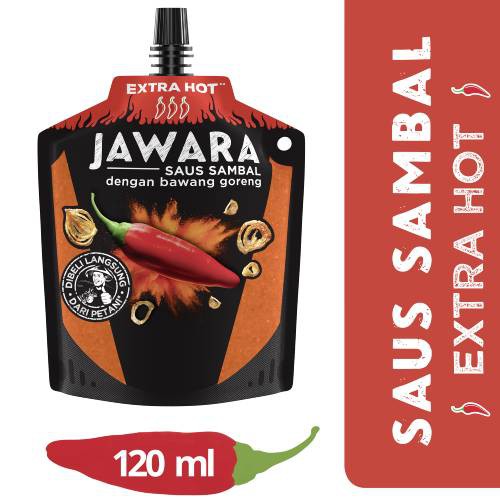 EXTRA HOT
JAWARA
SAUS SAMBAL
dengan bawang goreng
DIBELI LANGSUNG
DARI PETANI*
120 ml
SAUS SAMBAL
EXTRA HOT